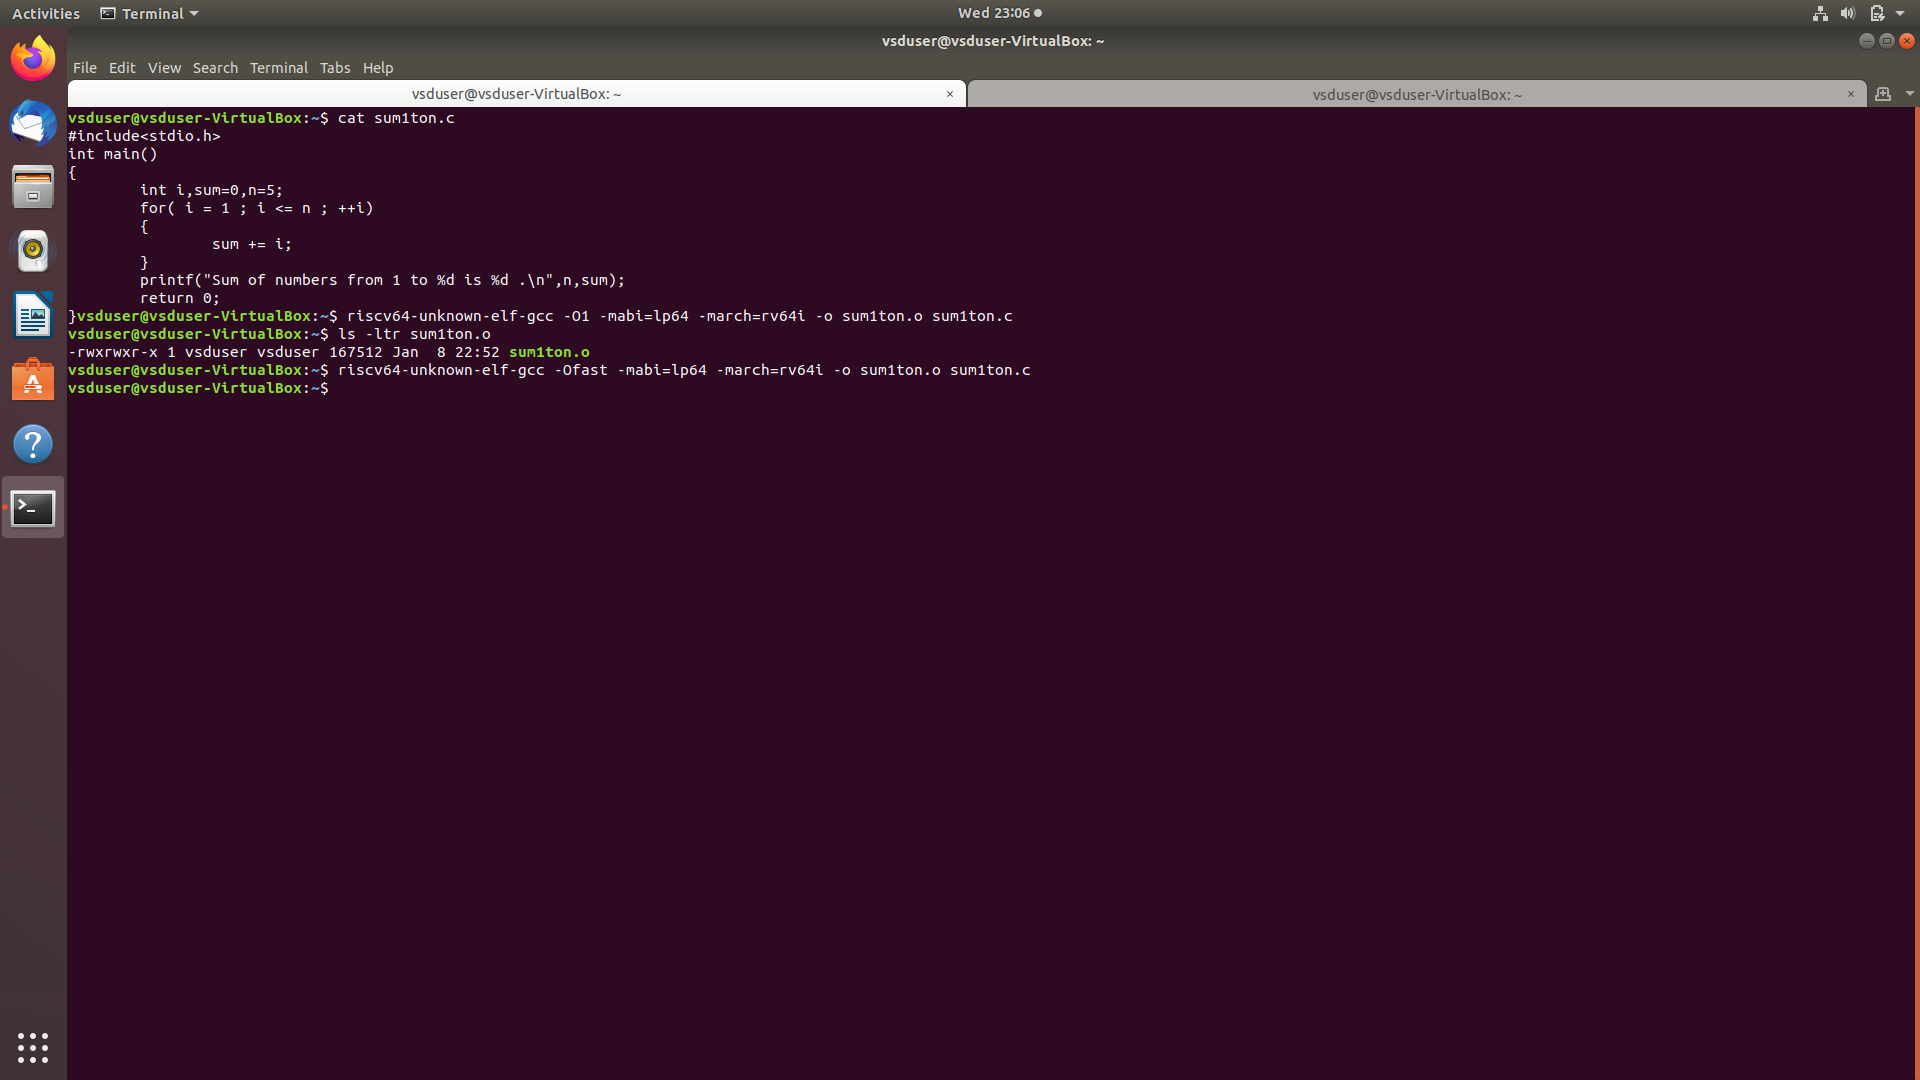 Activities Terminal Wed 23:06
vsduser@vsduser-VirtualBox: ~
File Edit View Search Terminal Tabs Help
vsduser@vsduser-VirtualBox: ~ × vsduser@vsduser-VirtualBox: ~ ×
vsduser@vsduser-VirtualBox:~$ cat sum1ton.c
#include<stdio.h>
int main()
{
        int i,sum=0,n=5;
        for( i = 1 ; i <= n ; ++i)
        {
                sum += i;
        }
        printf("Sum of numbers from 1 to %d is %d .\n",n,sum);
        return 0;
}vsduser@vsduser-VirtualBox:~$ riscv64-unknown-elf-gcc -O1 -mabi=lp64 -march=rv64i -o sum1ton.o sum1ton.c
vsduser@vsduser-VirtualBox:~$ ls -ltr sum1ton.o
-rwxrwxr-x 1 vsduser vsduser 167512 Jan  8 22:52 sum1ton.o
vsduser@vsduser-VirtualBox:~$ riscv64-unknown-elf-gcc -Ofast -mabi=lp64 -march=rv64i -o sum1ton.o sum1ton.c
vsduser@vsduser-VirtualBox:~$